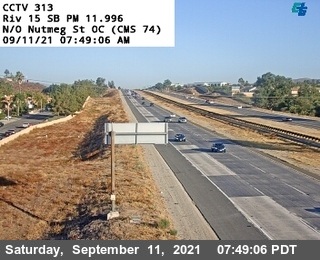 CCTV 313
Riv 15 SB PM 11.996
N/O Nutmeg St OC (CMS 74)
09/11/21 07:49:06 AM
Saturday, September 11, 2021 07:49:06 PDT